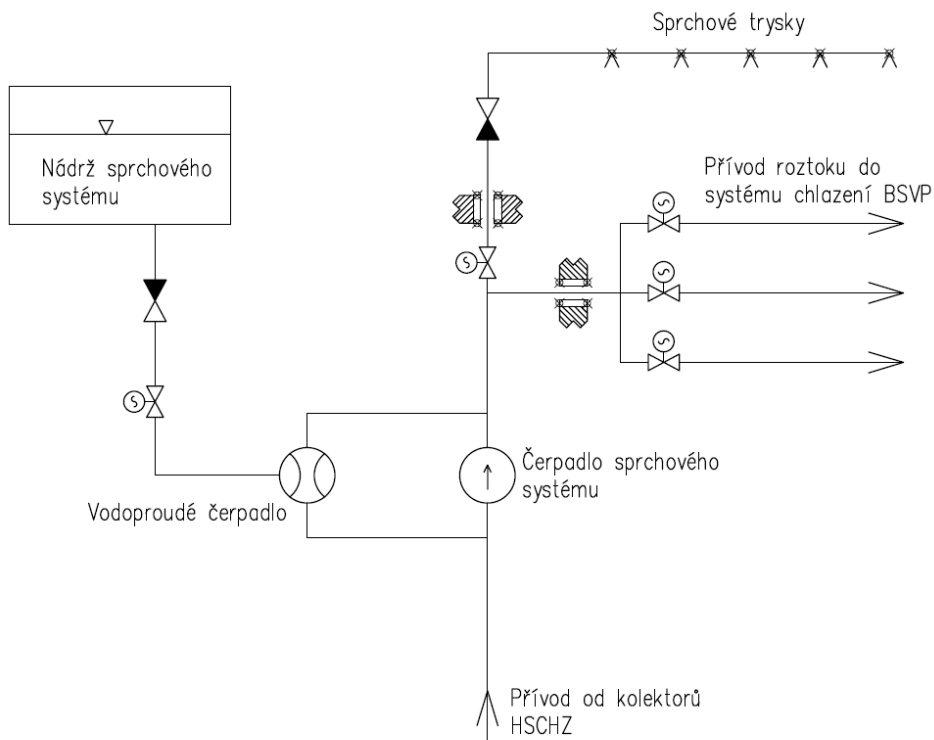 Sprchové trysky
Nádrž sprchového
systému
Přívod roztoku do
systému chlazení BSVP
S
S
S
S
S
Čerpadlo sprchového
systému
Vodoproudé čerpadlo
Přívod od kolektorů
HSCHZ